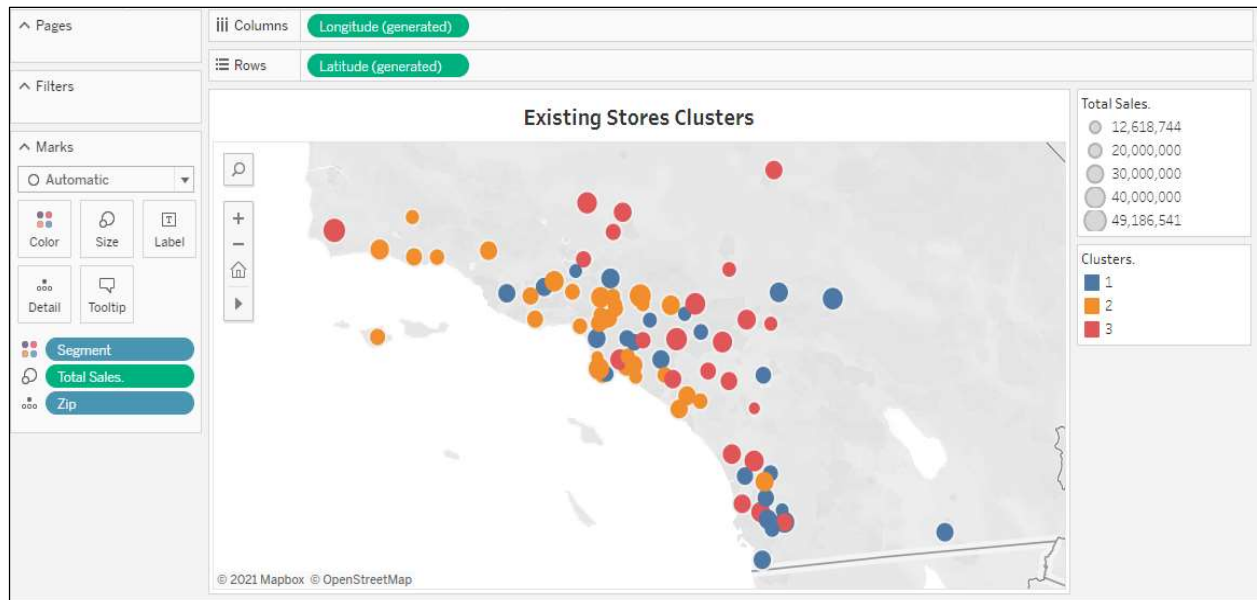 Pages
Columns
Longitude (generated)
Rows
Latitude (generated)
Filters
Marks
Automatic
Color
Size
Label
Detail
Tooltip
Segment
Total Sales.
Zip
Existing Stores Clusters
© 2021 Mapbox © OpenStreetMap
Total Sales.
12,618,744
20,000,000
30,000,000
40,000,000
49,186,541
Clusters.
1
2
3